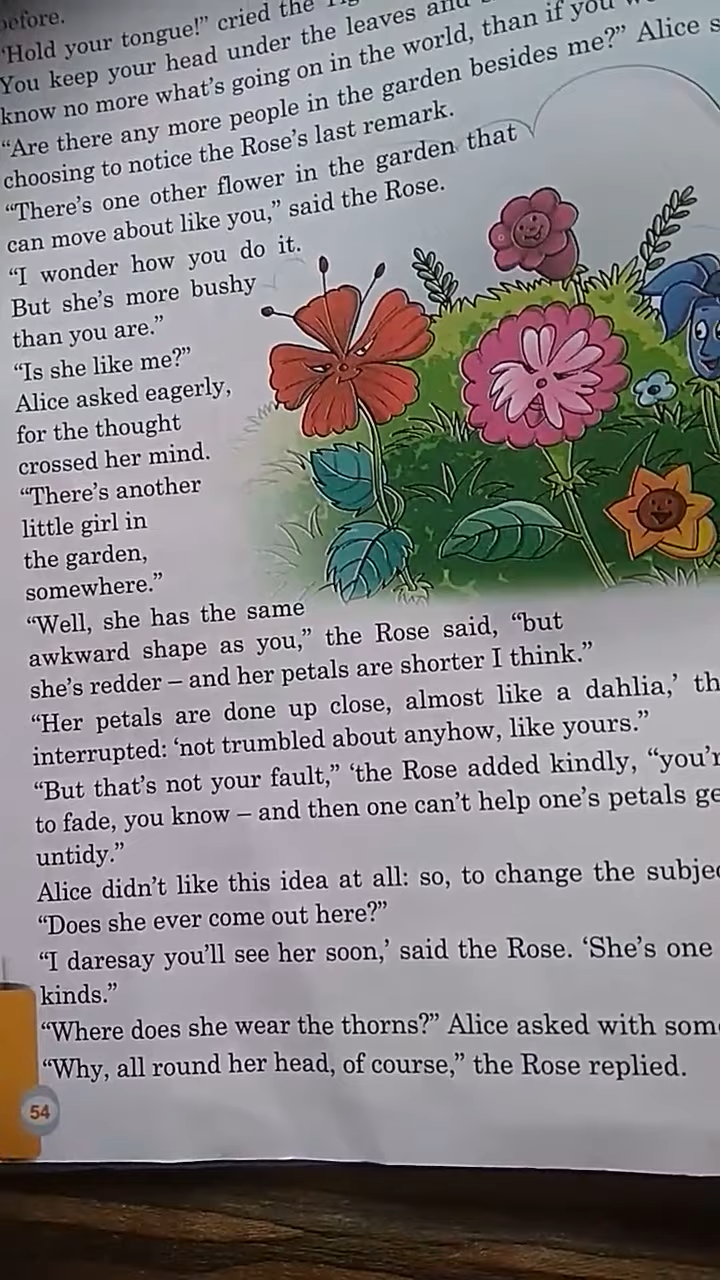 before.
"Hold your tongue!" cried the
You keep your head under the leaves and
know no more what's going on in the world, than if you
"Are there any more people in the garden besides me?" Alice
choosing to notice the Rose's last remark.
"There's one other flower in the garden that
can move about like you," said the Rose.
"I wonder how you do it.
But she's more bushy
than you are."
"Is she like me?"
Alice asked eagerly,
for the thought
crossed her mind.
"There's another
little girl in
the garden,
somewhere."
"Well, she has the same
awkward shape as you," the Rose said, "but
she's redder – and her petals are shorter I think."
"Her petals are done up close, almost like a dahlia,'
interrupted: 'not trumbled about anyhow, like yours."
"But that's not your fault," 'the Rose added kindly,
to fade, you know – and then one can't help one's petals
untidy."
Alice didn't like this idea at all: so, to change the
"Does she ever come out here?"
"I daresay you'll see her soon,' said the Rose. 'She's one
kinds."
"Where does she wear the thorns?" Alice asked with
"Why, all round her head, of course," the Rose replied.
54